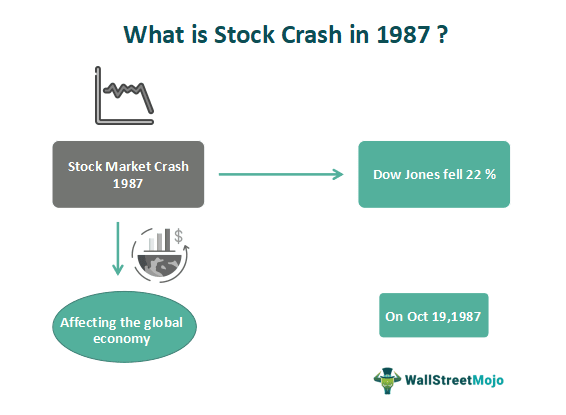 What is Stock Crash in 1987 ?
Stock Market Crash
1987
Dow Jones fell 22 %
$
Affecting the global
economy
On Oct 19,1987
WallStreetMojo